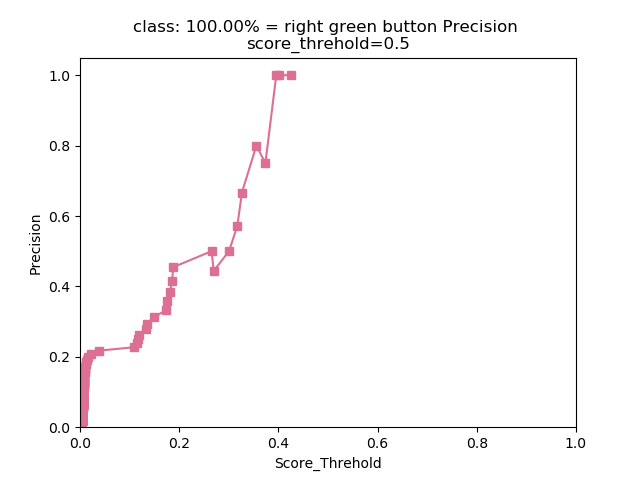 class: 100.00% = right green button Precision
score_threhold=0.5
1.0
0.8
0.6
0.4
0.2
0.0
Precision
0.0 0.2 0.4 0.6 0.8 1.0
Score_Threhold